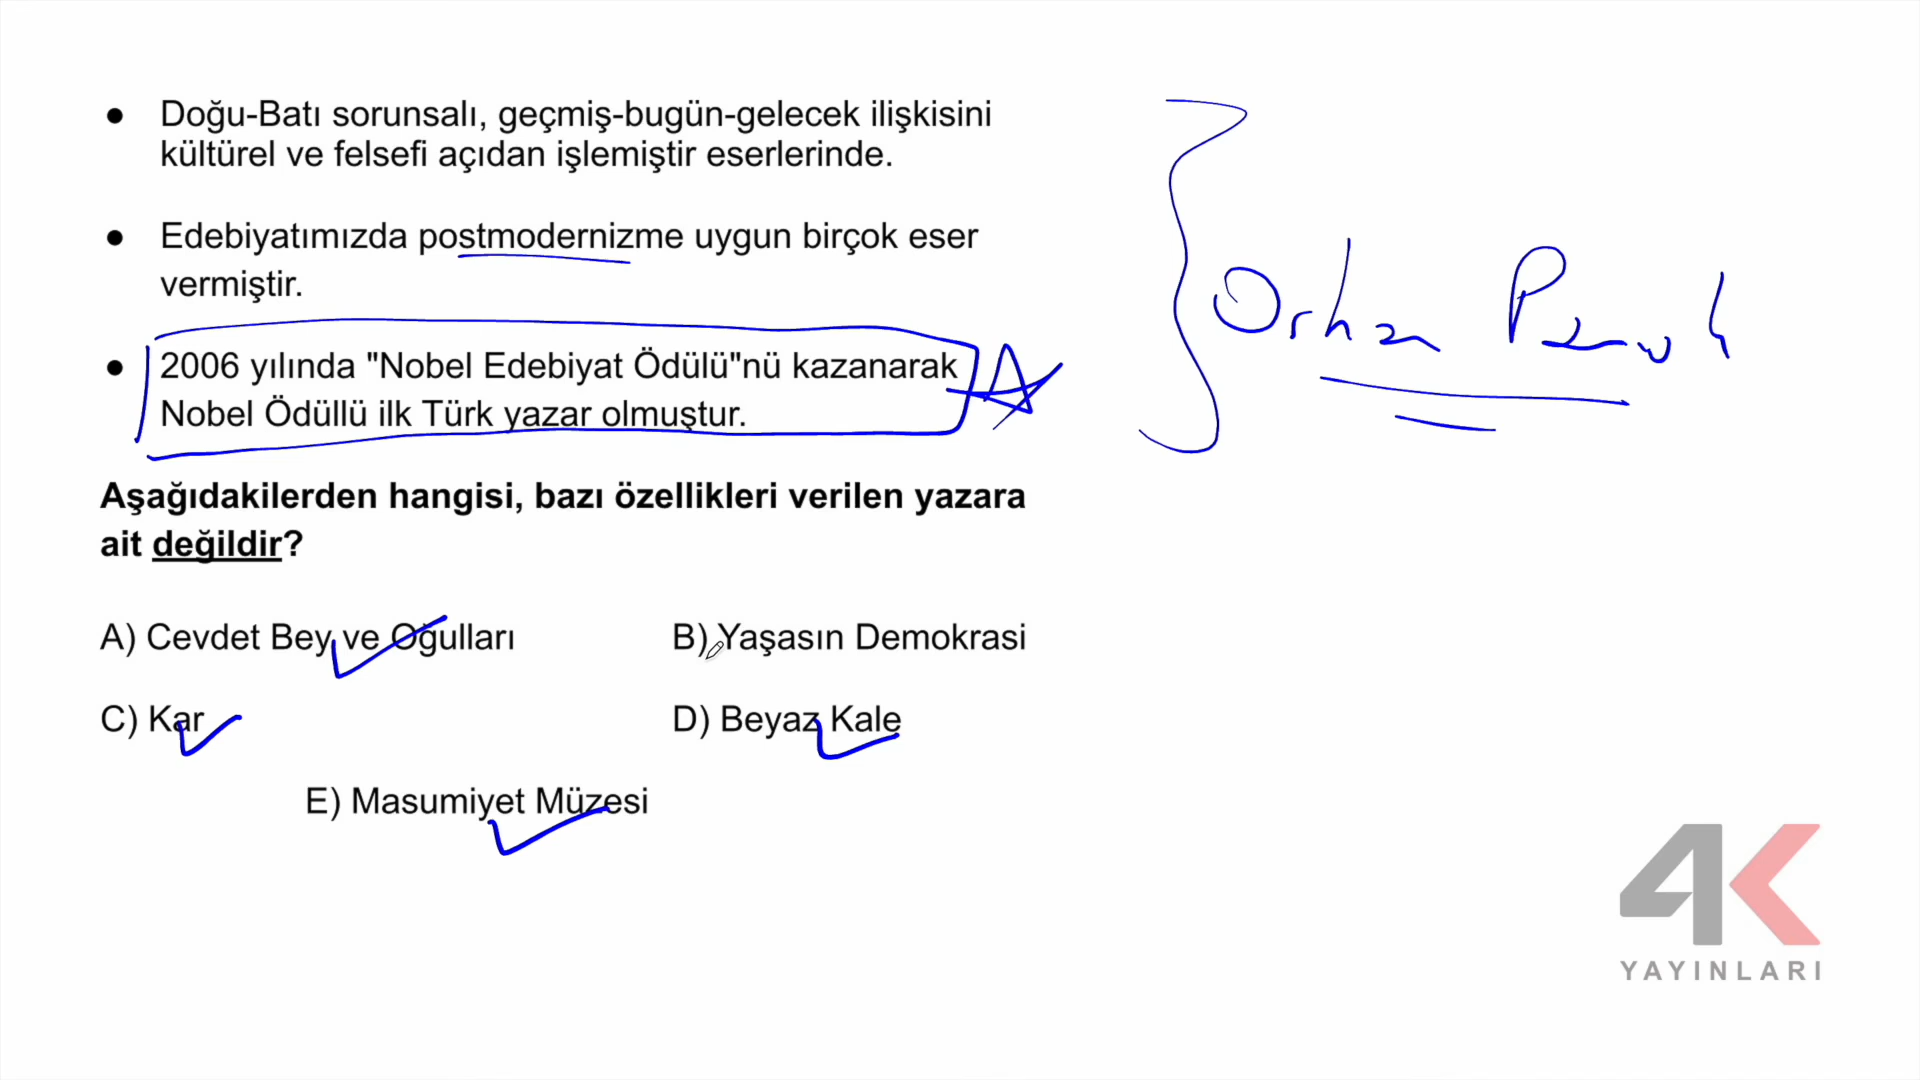 ● Doğu-Batı sorunsalı, geçmiş-bugün-gelecek ilişkisini
kültürel ve felsefi açıdan işlemiştir eserlerinde.
● Edebiyatımızda postmodernizme uygun birçok eser
vermiştir.
● 2006 yılında "Nobel Edebiyat Ödülü"nü kazanarak
Nobel Ödüllü ilk Türk yazar olmuştur.
Orhan Pamuk
Aşağıdakilerden hangisi, bazı özellikleri verilen yazara
ait değildir?
A) Cevdet Bey ve Oğulları
B) Yaşasın Demokrasi
C) Kar
D) Beyaz Kale
E) Masumiyet Müzesi
4K
YAYINLARI